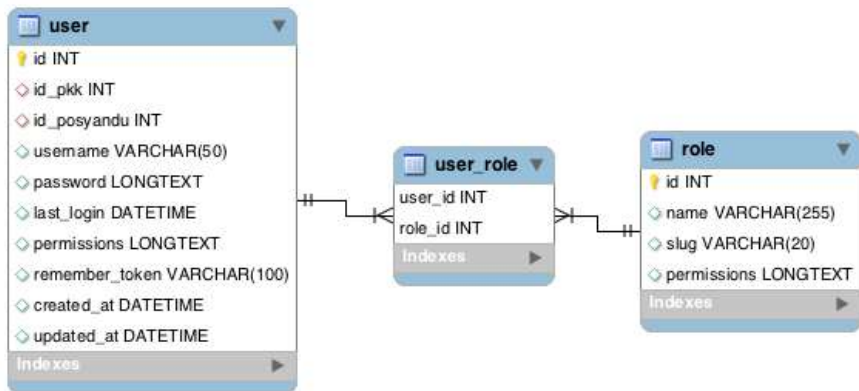 user
id INT
id_pkk INT
id_posyandu INT
username VARCHAR(50)
password LONGTEXT
last_login DATETIME
permissions LONGTEXT
remember_token VARCHAR(100)
created_at DATETIME
updated_at DATETIME
Indexes
user_role
user_id INT
role_id INT
Indexes
role
id INT
name VARCHAR(255)
slug VARCHAR(20)
permissions LONGTEXT
Indexes